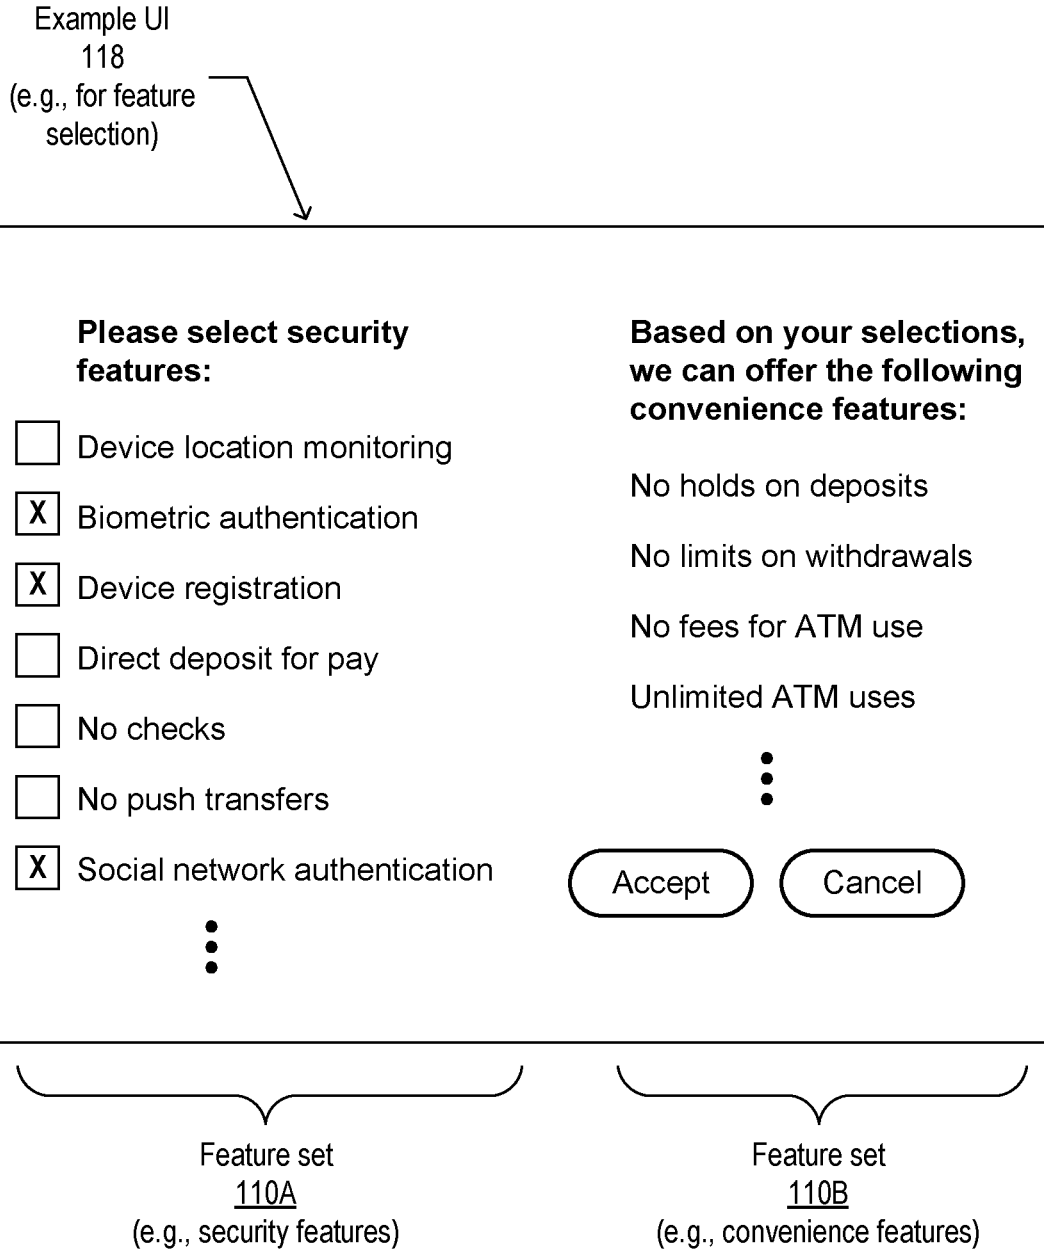 Example UI
118
(e.g., for feature
selection)
Please select security
features:
Device location monitoring
X Biometric authentication
X Device registration
Direct deposit for pay
No checks
No push transfers
X Social network authentication
Based on your selections,
we can offer the following
convenience features:
No holds on deposits
No limits on withdrawals
No fees for ATM use
Unlimited ATM uses
Accept
Cancel
Feature set
110A
(e.g., security features)
Feature set
110B
(e.g., convenience features)